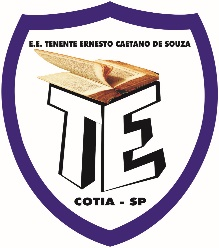 E.E. TENENTE ERNESTO CAETANO DE SOUZA
TE
COTIA - SP